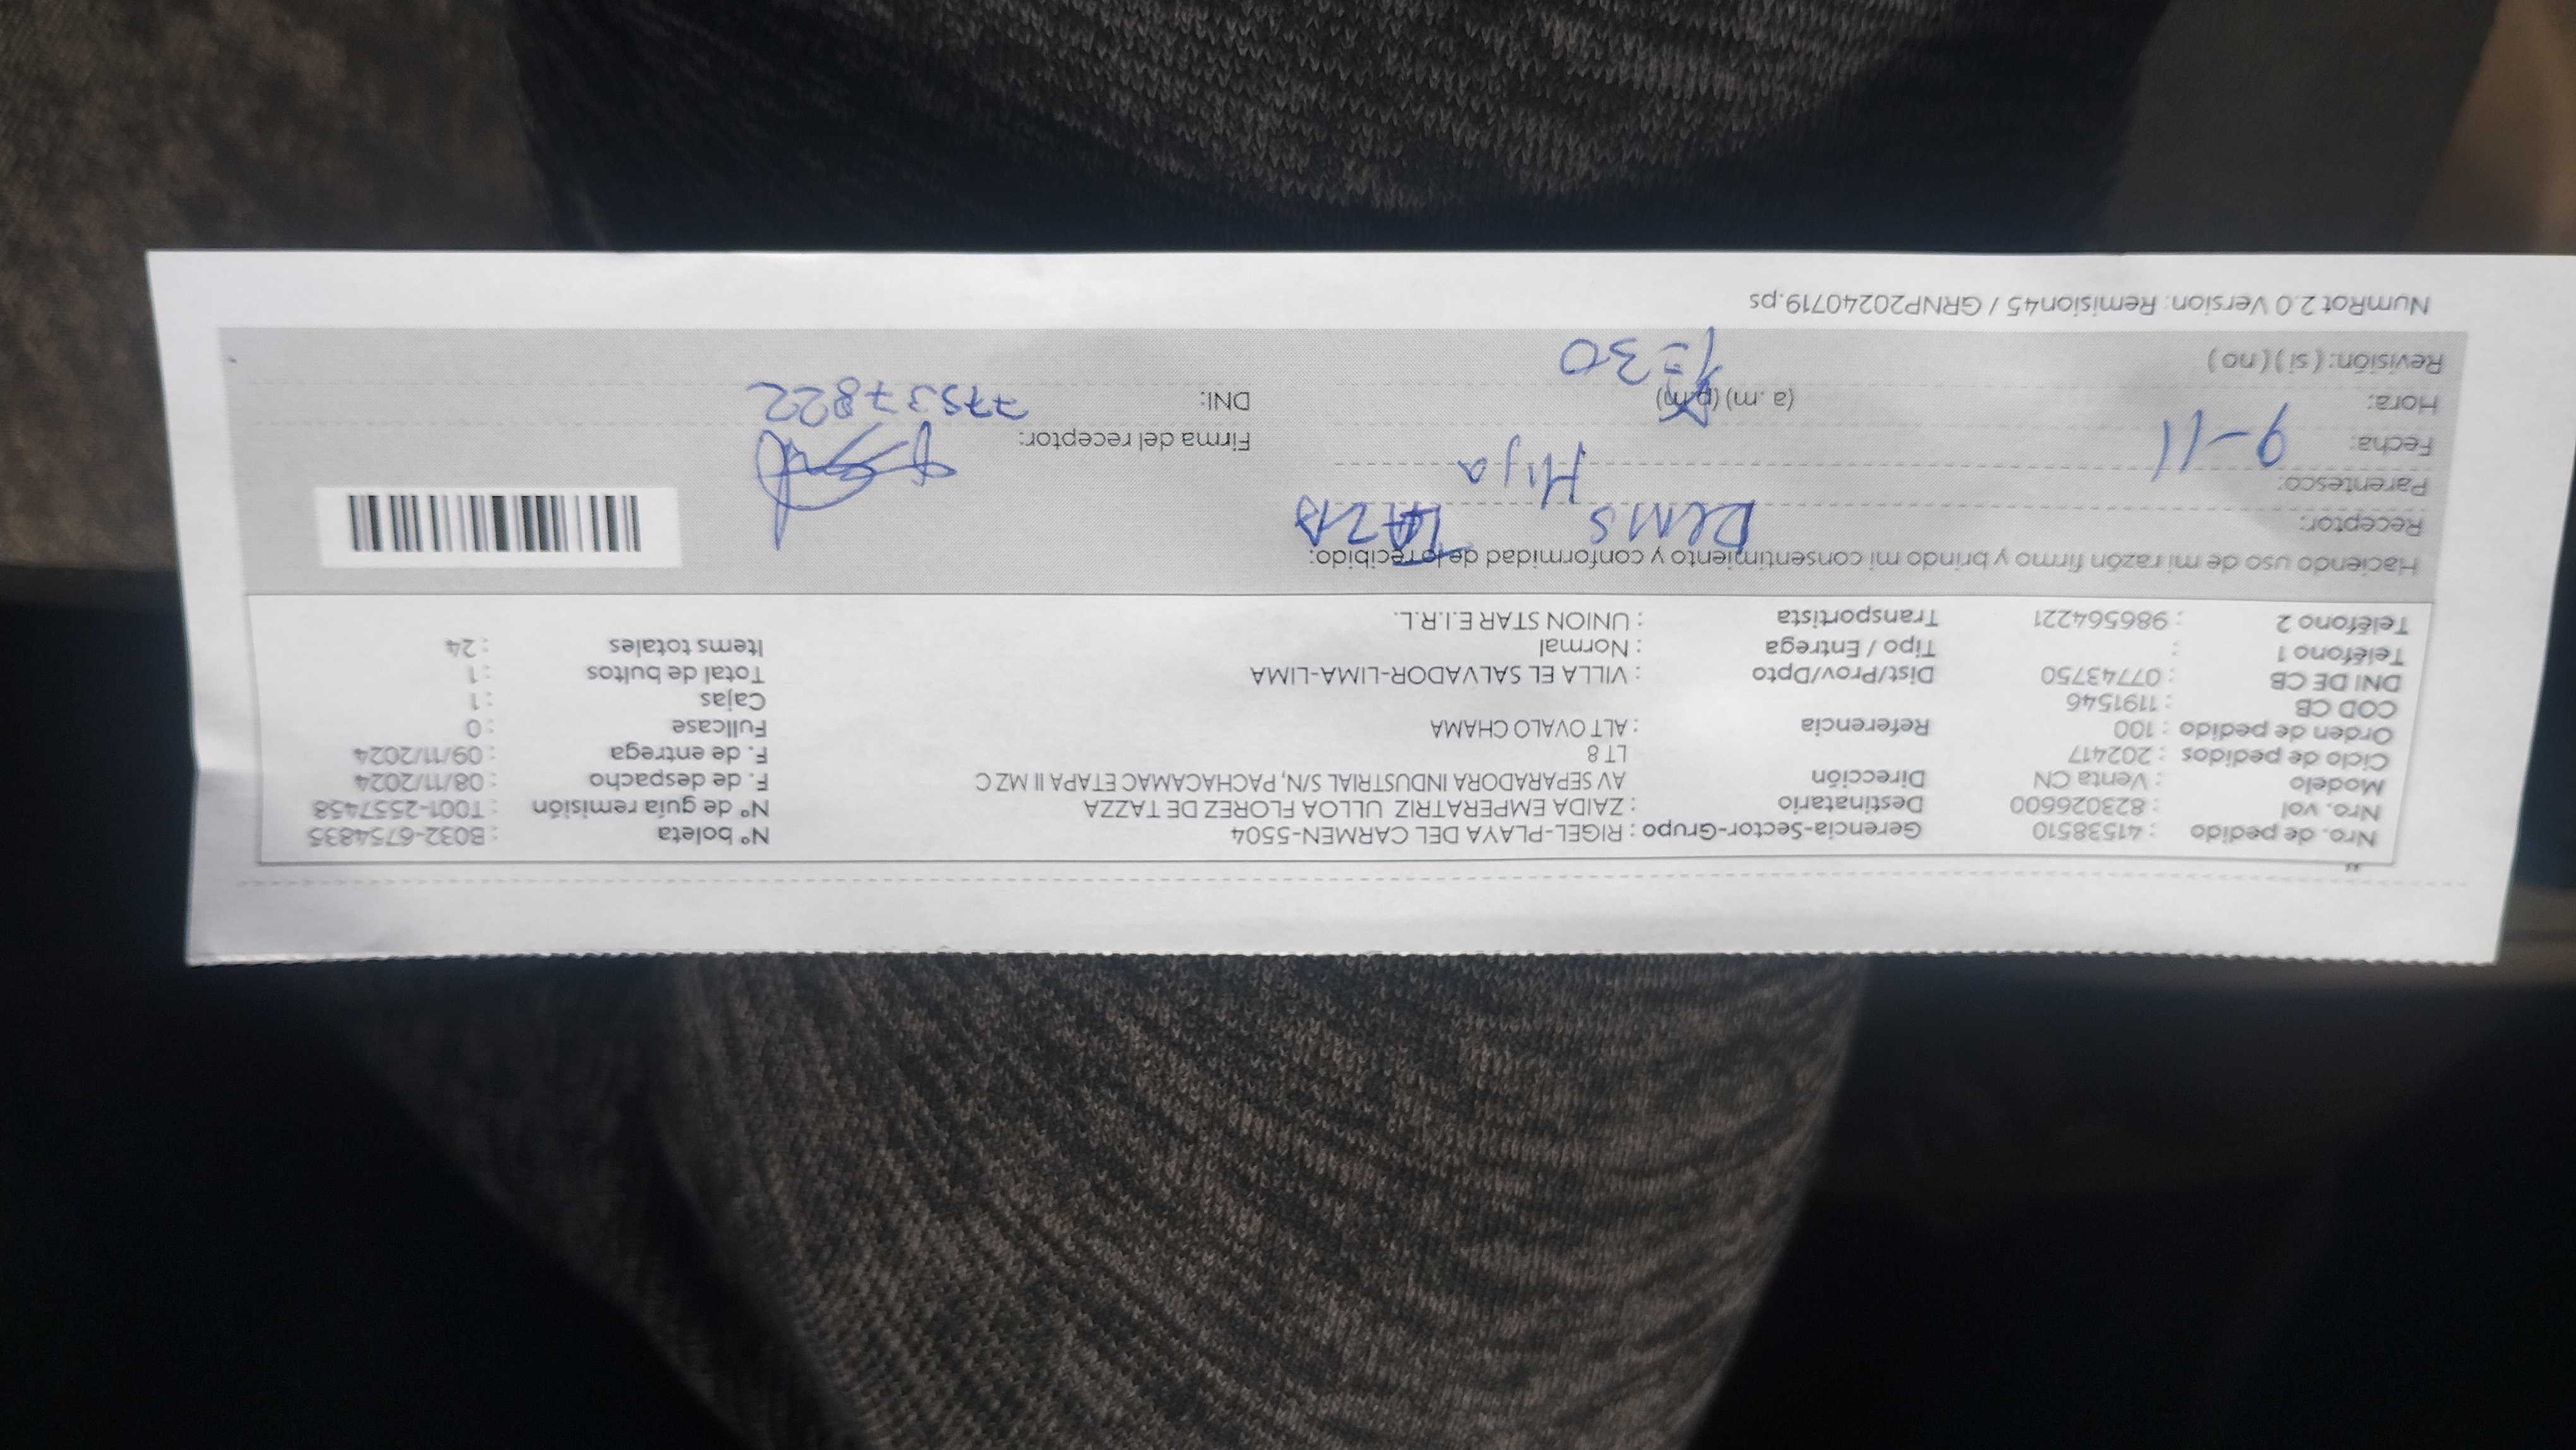 Nro. de pedido : 41538510 Gerencia-Sector-Grupo : RIGEL-PLAYA DEL CARMEN-5504 N° boleta : B032-6754835
Nro. vol : 823026600 Destinatario : ZAIDA EMPERATRIZ ULLOA FLOREZ DE TAZZA N° de guía remisión : T001-2557458
Modelo : Venta CN Dirección AV SEPARADORA INDUSTRIAL S/N, PACHACAMAC ETAPA II MZ C F. de despacho : 08/11/2024
Ciclo de pedidos : 202417 LT 8 F. de entrega : 09/11/2024
Orden de pedido : 100 Referencia : ALT OVALO CHAMA Fullcase : 0
COD CB : 1191546 Cajas : 1
DNI DE CB : 07743750 Dist/Prov/Dpto : VILLA EL SALVADOR-LIMA-LIMA Total de bultos : 1
Teléfono 1 : Tipo / Entrega : Normal Items totales : 24
Teléfono 2 : 986564221 Transportista : UNION STAR E.I.R.L.
Haciendo uso de mi razón firmo y brindo mi consentimiento y conformidad de lo recibido:
Receptor:
Parentesco: Hija
Fecha: 9-11 Firma del receptor:
Hora: (a.m) (p.m) DNI: 77537822
Revisión: ( si ) ( no ) 1:30
NumRot 2.0 Version: Remision45 / GRNP20240719.ps